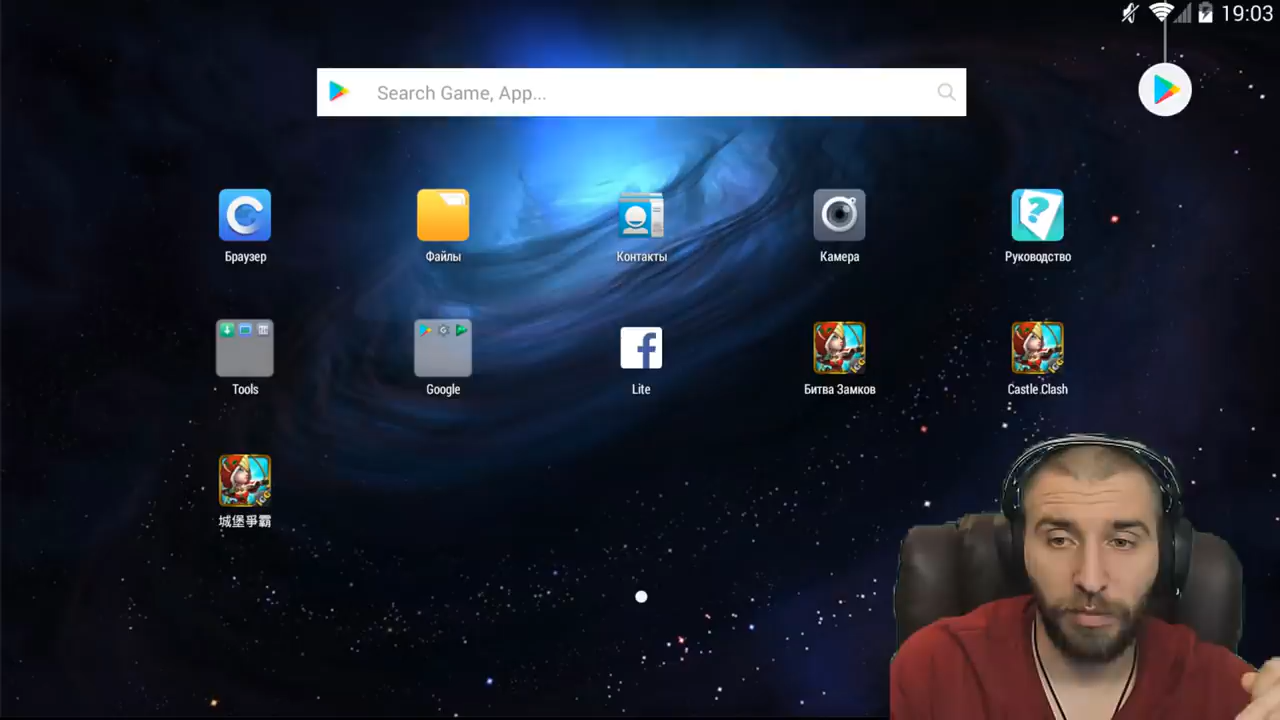 19:03
Search Game, App...
Браузер
Файлы
Контакты
Камера
Руководство
Tools
Google
Lite
Битва Замков
Castle Clash
城堡爭霸